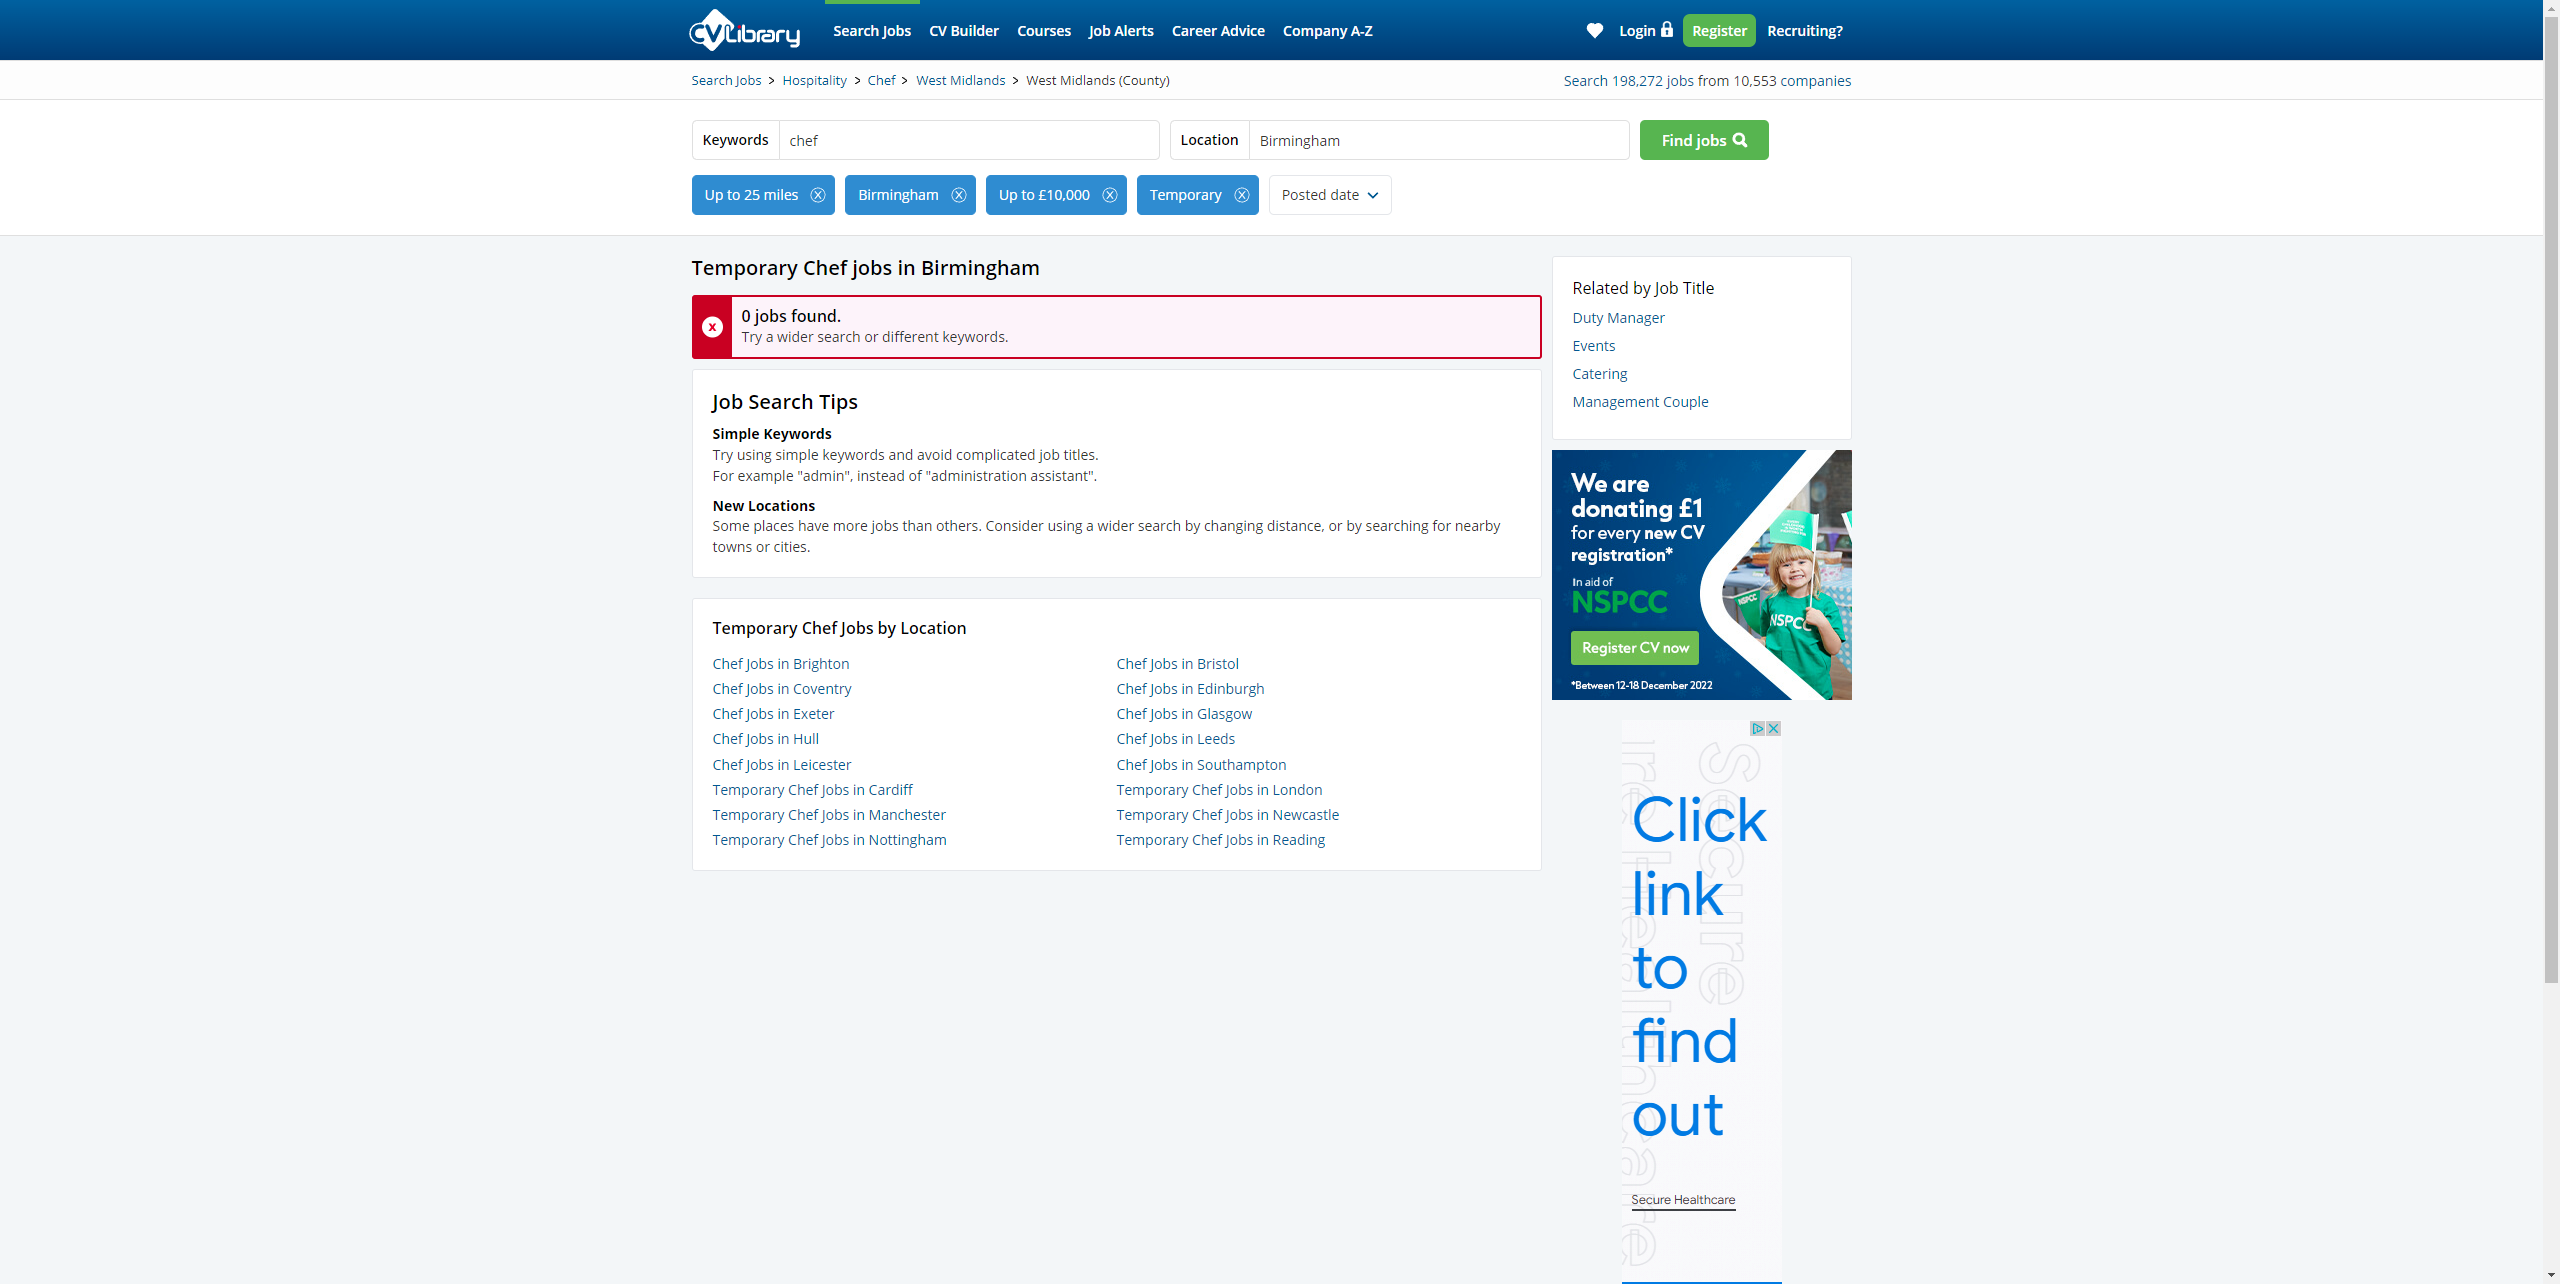 CVLibrary
Search Jobs CV Builder Courses Job Alerts Career Advice Company A-Z Login Register Recruiting?
Search Jobs > Hospitality > Chef > West Midlands > West Midlands (County)
Search 198,272 jobs from 10,553 companies
Keywords chef Location Birmingham Find jobs
Up to 25 miles Birmingham Up to £10,000 Temporary Posted date
Temporary Chef jobs in Birmingham
0 jobs found.
Try a wider search or different keywords.
Job Search Tips
Simple Keywords
Try using simple keywords and avoid complicated job titles.
For example "admin", instead of "administration assistant".
New Locations
Some places have more jobs than others. Consider using a wider search by changing distance, or by searching for nearby
towns or cities.
Temporary Chef Jobs by Location
Chef Jobs in Brighton
Chef Jobs in Bristol
Chef Jobs in Coventry
Chef Jobs in Edinburgh
Chef Jobs in Exeter
Chef Jobs in Glasgow
Chef Jobs in Hull
Chef Jobs in Leeds
Chef Jobs in Leicester
Chef Jobs in Southampton
Temporary Chef Jobs in Cardiff
Temporary Chef Jobs in London
Temporary Chef Jobs in Manchester
Temporary Chef Jobs in Newcastle
Temporary Chef Jobs in Nottingham
Temporary Chef Jobs in Reading
Related by Job Title
Duty Manager
Events
Catering
Management Couple
We are
donating £1
for every new CV
registration*
In aid of
NSPCC
Register CV now
*Between 12-18 December 2022
NSPCC
NSPCC
Secure
Click
link
to
find
out
Secure Healthcare